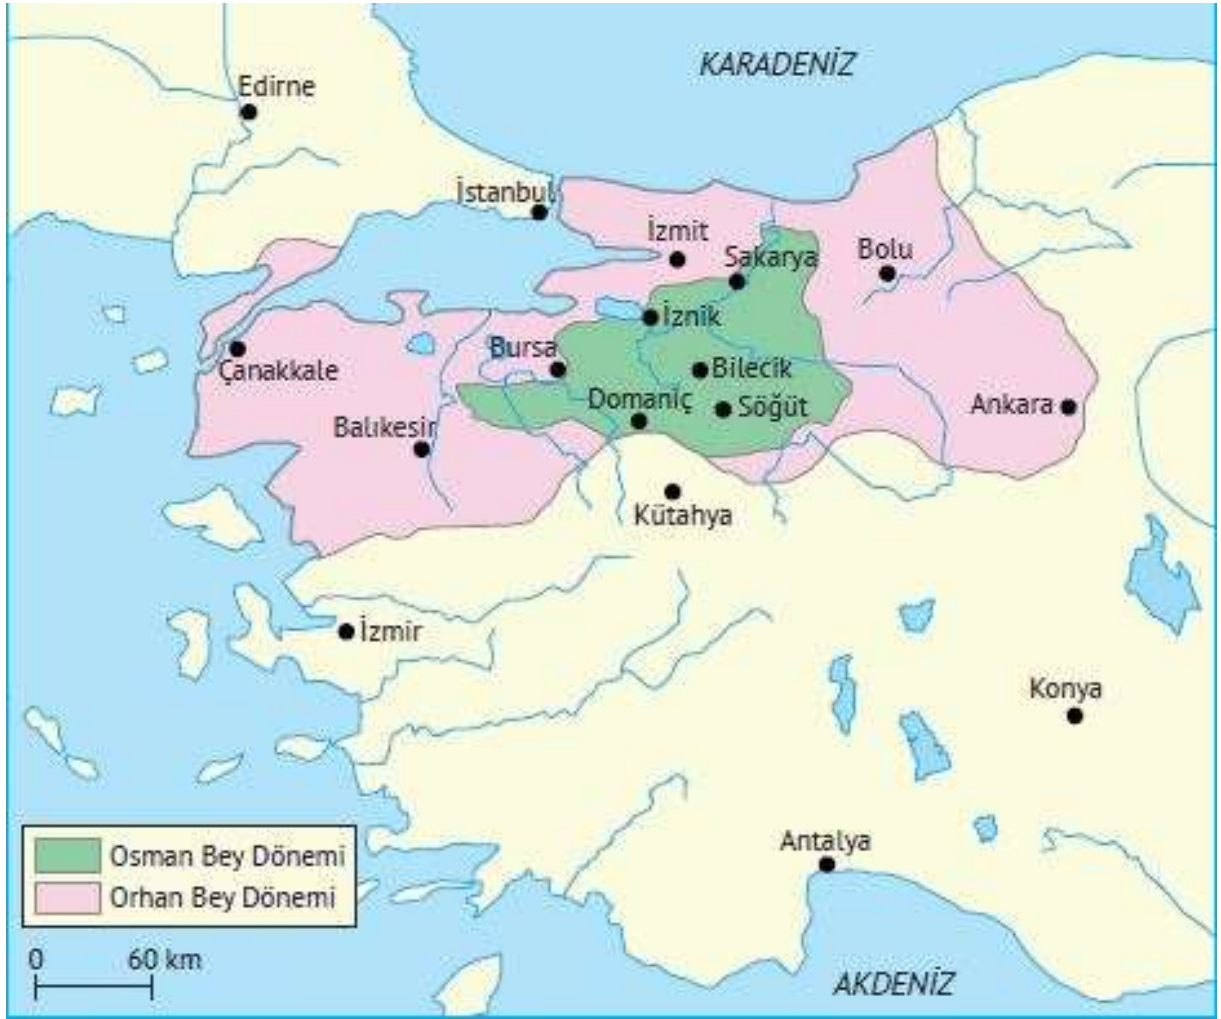 KARADENİZ
Edirne
İstanbul
İzmit
Sakarya
Bolu
İznik
Bursa
Bilecik
Çanakkale
Domaniç
Söğüt
Ankara
Balıkesir
Kütahya
İzmir
Konya
Antalya
Osman Bey Dönemi
Orhan Bey Dönemi
0 60 km
AKDENİZ